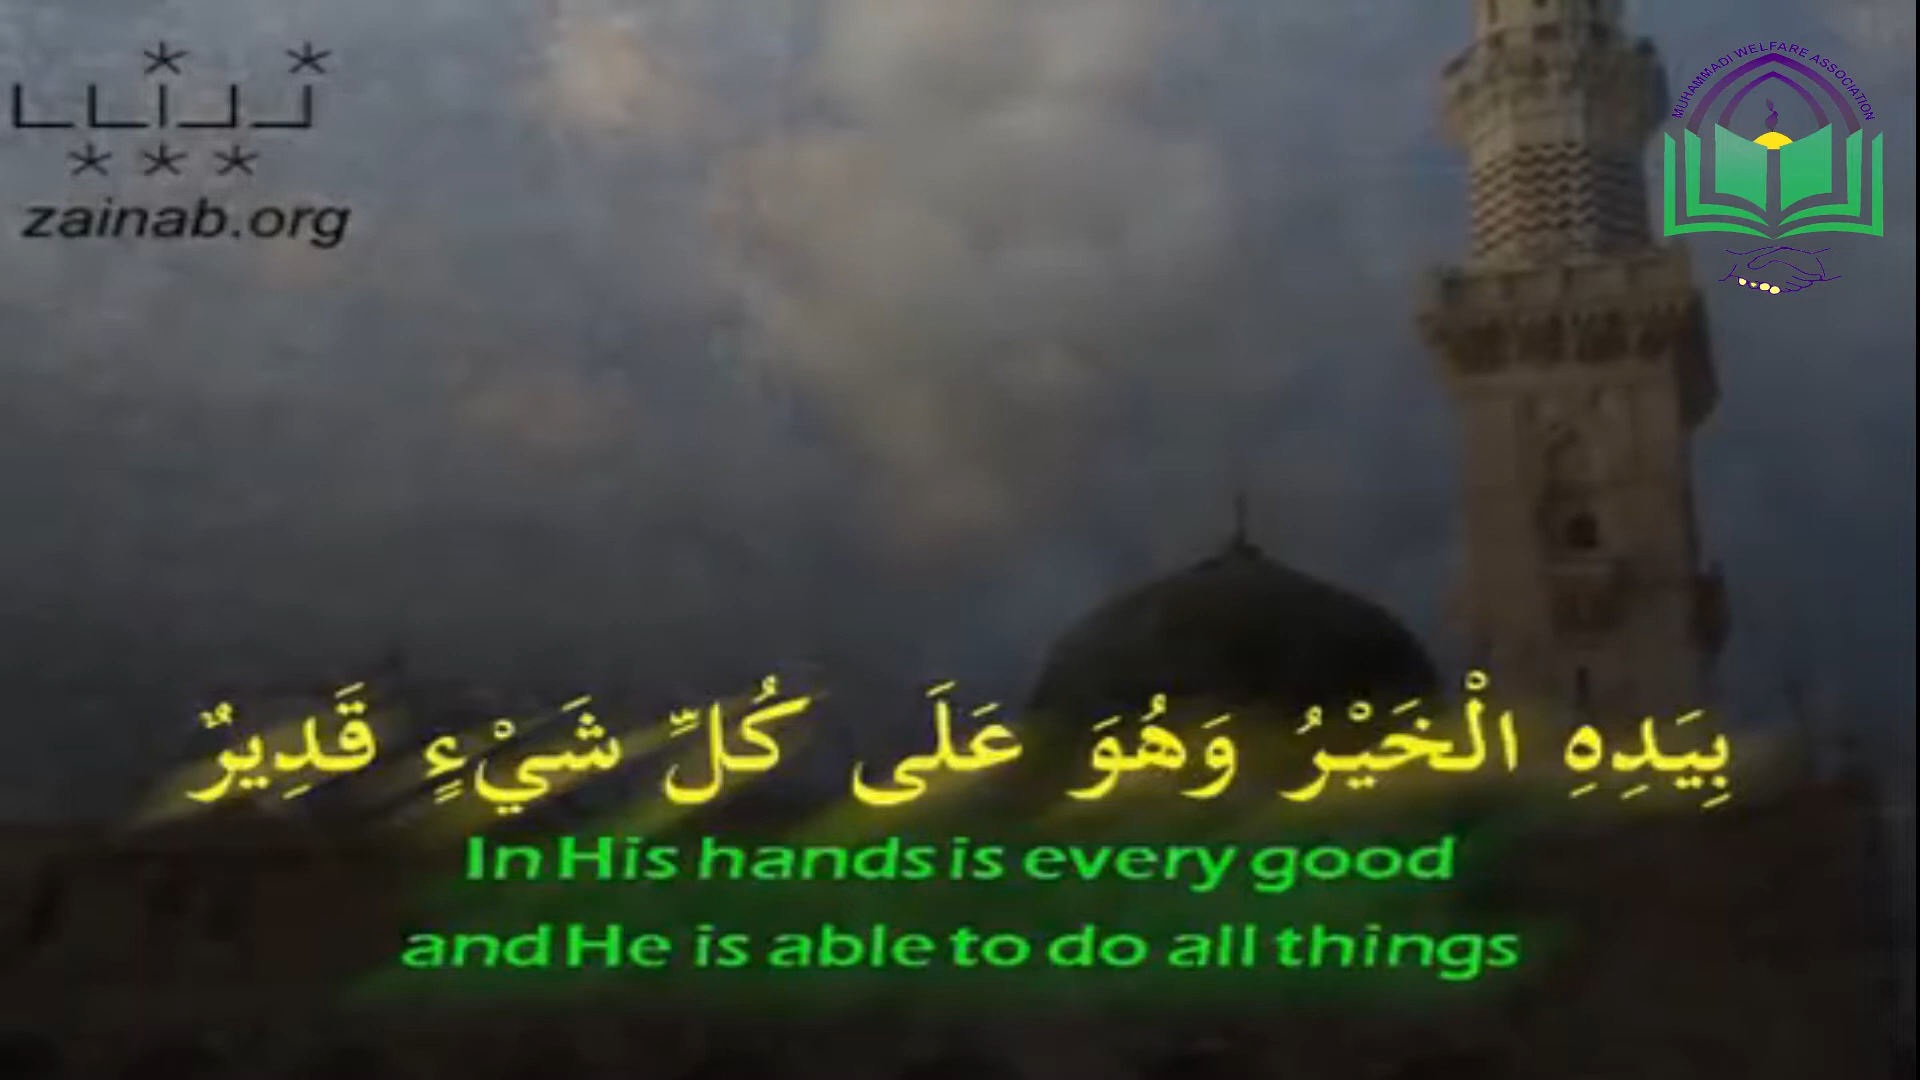 zainab.org
MUHAMMADI WELFARE ASSOCIATION
بِيَدِهِ الْخَيْرُ وَهُوَ عَلَى كُلِّ شَيْءٍ قَدِيرٌ
In His hands is every good
and He is able to do all things